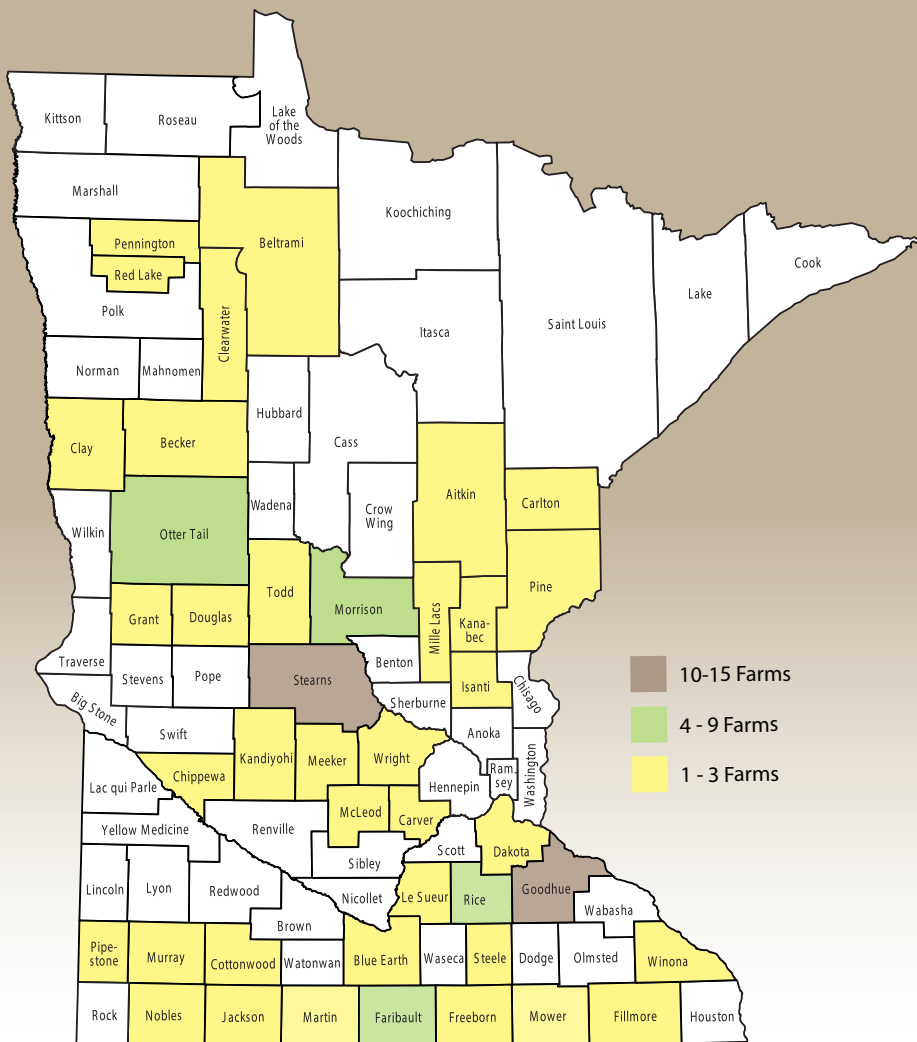 Kittson
Roseau
Lake
of the
Woods
Marshall
Koochiching
Pennington
Beltrami
Red Lake
Cook
Lake
Polk
Clearwater
Itasca
Saint Louis
Norman
Mahnomen
Hubbard
Cass
Clay
Becker
Aitkin
Carlton
Wadena
Crow
Wing
Wilkin
Otter Tail
Todd
Morrison
Mille Lacs
Kana-
bec
Pine
Grant
Douglas
Traverse
Stevens
Pope
Stearns
Benton
Isanti
Chisago
10-15 Farms
Big Stone
Sherburne
Swift
Anoka
4 - 9 Farms
Kandiyohi
Meeker
Wright
Washington
Chippewa
Ram
sey
1 - 3 Farms
Lac qui Parle
Hennepin
McLeod
Carver
Yellow Medicine
Renville
Scott
Dakota
Sibley
Lincoln
Lyon
Redwood
Nicollet
Le Sueur
Rice
Goodhue
Wabasha
Brown
Pipe-
stone
Murray
Cottonwood
Watonwan
Blue Earth
Waseca
Steele
Dodge
Olmsted
Winona
Rock
Nobles
Jackson
Martin
Faribault
Freeborn
Mower
Fillmore
Houston